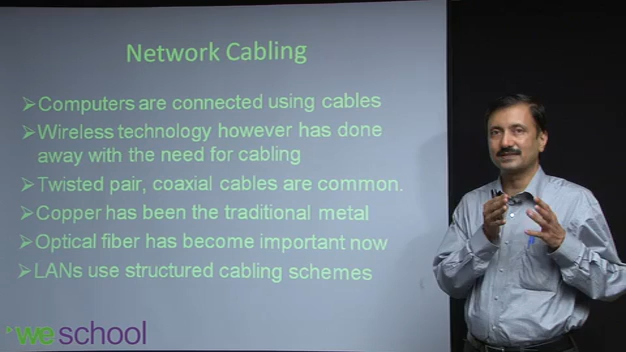 Network Cabling
➢Computers are connected using cables
➢Wireless technology however has done
away with the need for cabling
➢Twisted pair, coaxial cables are common.
➢Copper has been the traditional metal
➢Optical fiber has become important now
➢LANs use structured cabling schemes
weschool